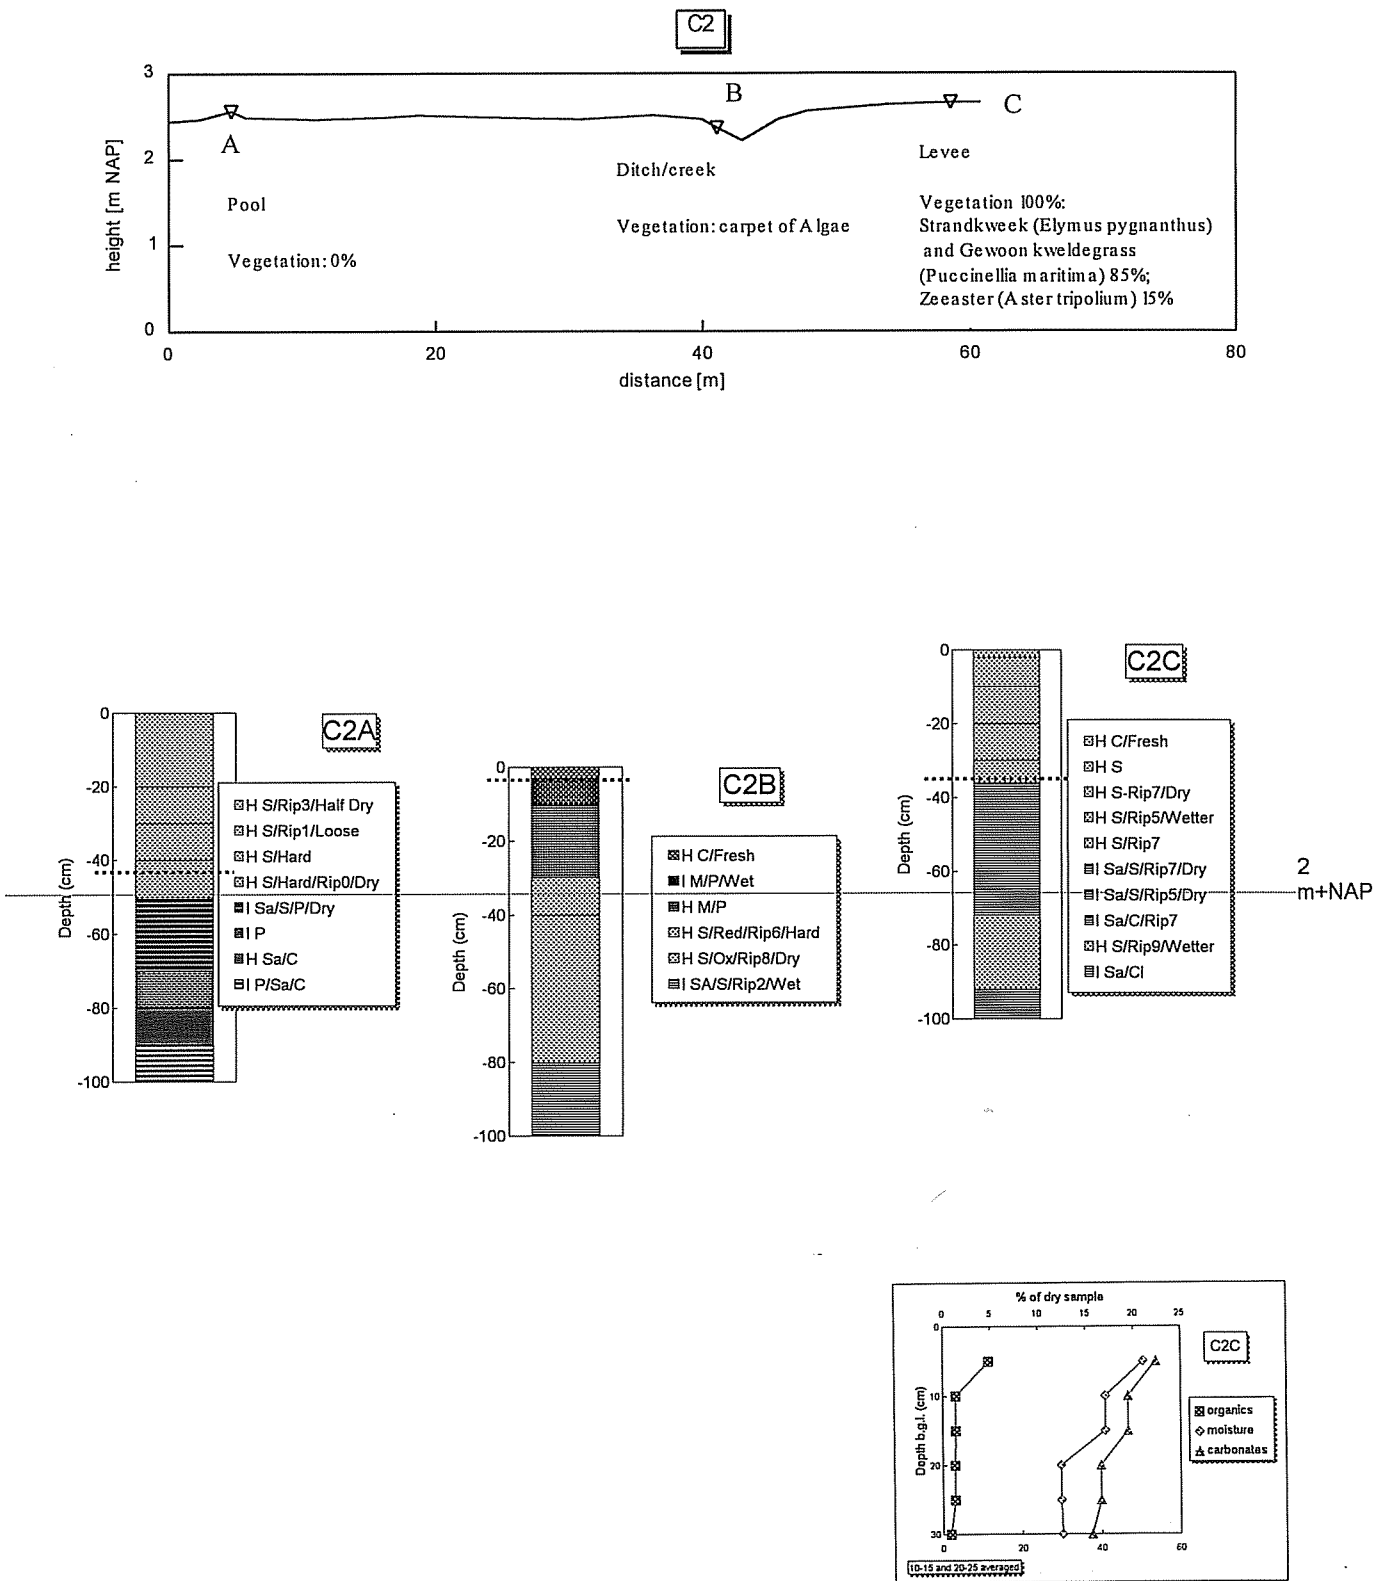 C2
3
2
1
0
height [m NAP]
A
B
C
Pool
Vegetation: 0%
Ditch/creek
Vegetation: carpet of Algae
Levee
Vegetation 100%:
Strandkweek (Elymus pygnanthus)
and Gewoon kweldegrass
(Puccinellia maritima) 85%;
Zeeaster (Aster tripolium) 15%
0 20 40 60 80
distance [m]
C2A
0
-20
-40
-60
-80
-100
Depth (cm)
H S/Rip3/Half Dry
H S/Rip1/Loose
H S/Hard
H S/Hard/Rip0/Dry
I Sa/S/P/Dry
I P
H Sa/C
I P/Sa/C
C2B
0
-20
-40
-60
-80
-100
Depth (cm)
H C/Fresh
I M/P/Wet
H M/P
H S/Red/Rip6/Hard
H S/Ox/Rip8/Dry
I SA/S/Rip2/Wet
C2C
0
-20
-40
-60
-80
-100
Depth (cm)
H C/Fresh
H S
H S-Rip7/Dry
H S/Rip5/Wetter
H S/Rip7
I Sa/S/Rip7/Dry
I Sa/S/Rip5/Dry
I Sa/C/Rip7
H S/Rip9/Wetter
I Sa/Cl
2
m+NAP
% of dry sample
0 5 10 15 20 25
0
10
20
30
Depth b.g.l. (cm)
0 20 40 60
C2C
organics
moisture
carbonates
10-15 and 20-25 averaged